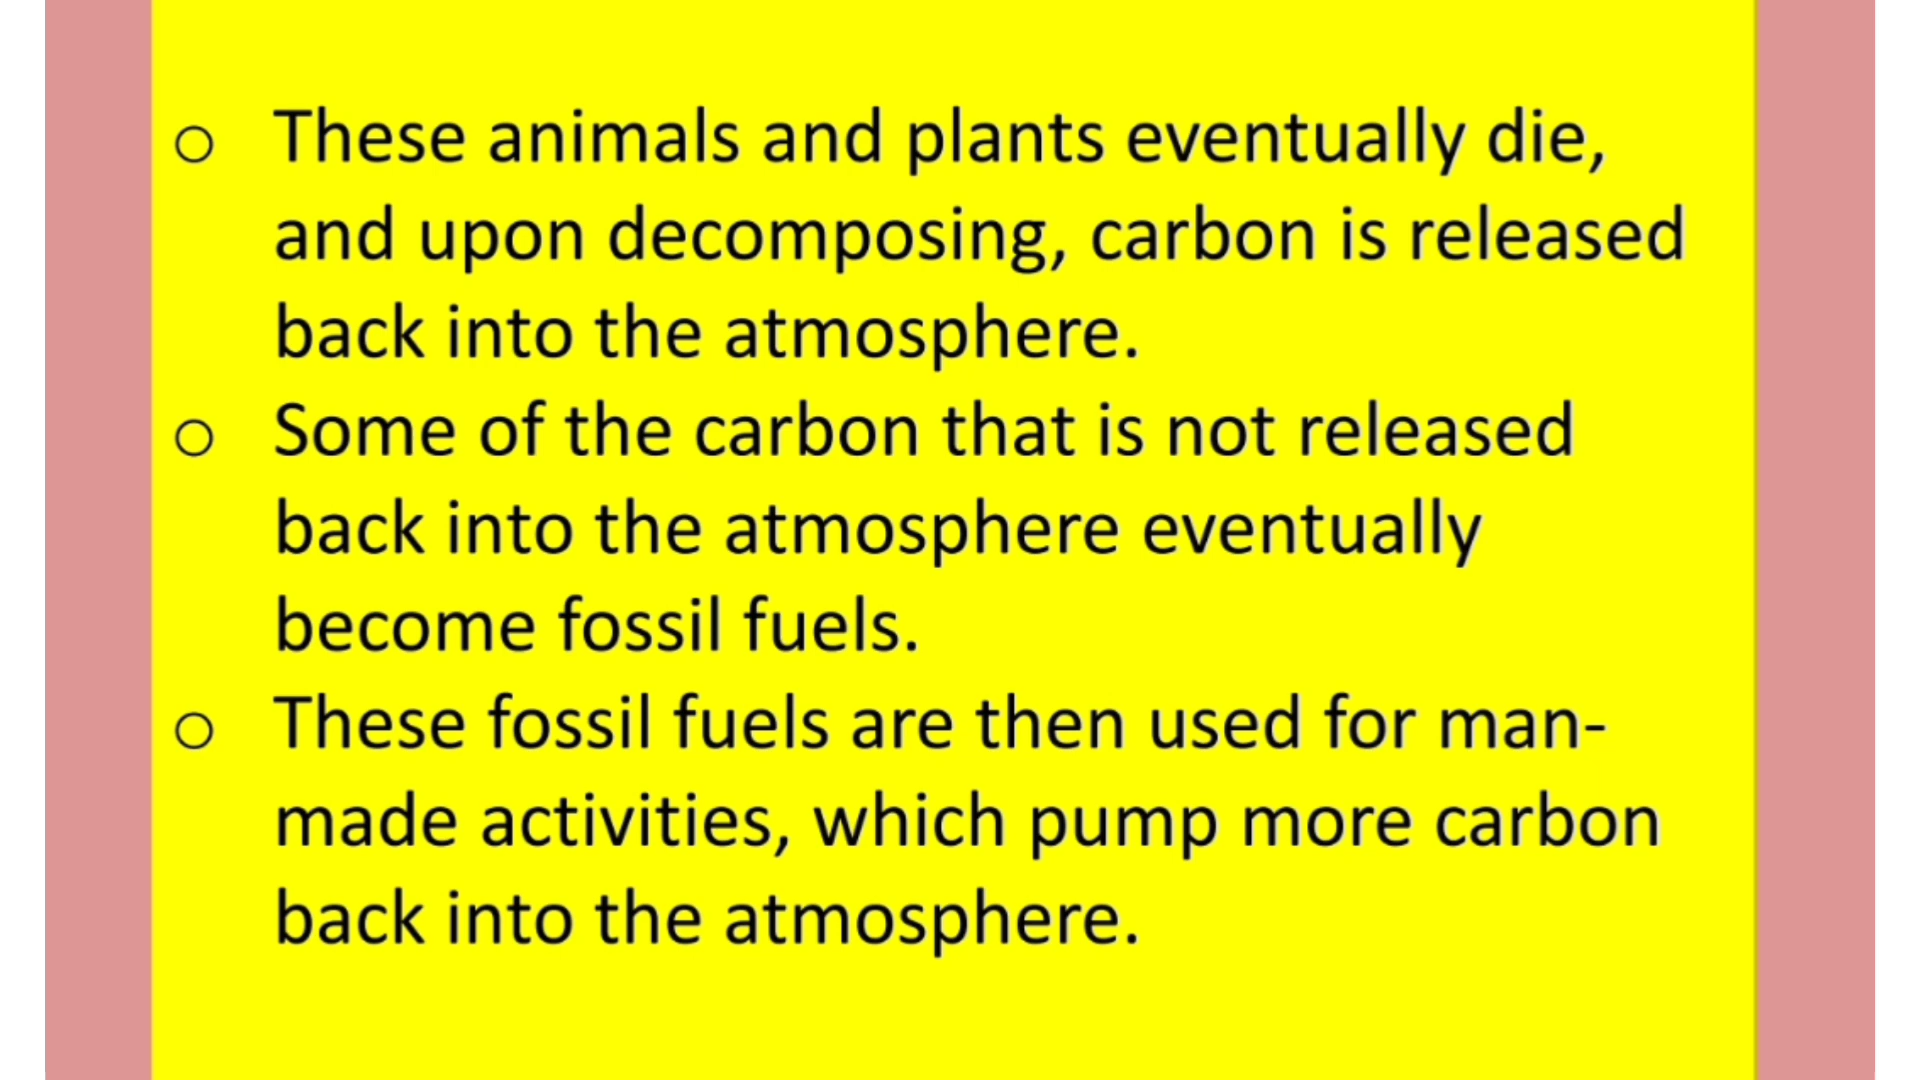 o These animals and plants eventually die,
and upon decomposing, carbon is released
back into the atmosphere.
o Some of the carbon that is not released
back into the atmosphere eventually
become fossil fuels.
o These fossil fuels are then used for man-
made activities, which pump more carbon
back into the atmosphere.